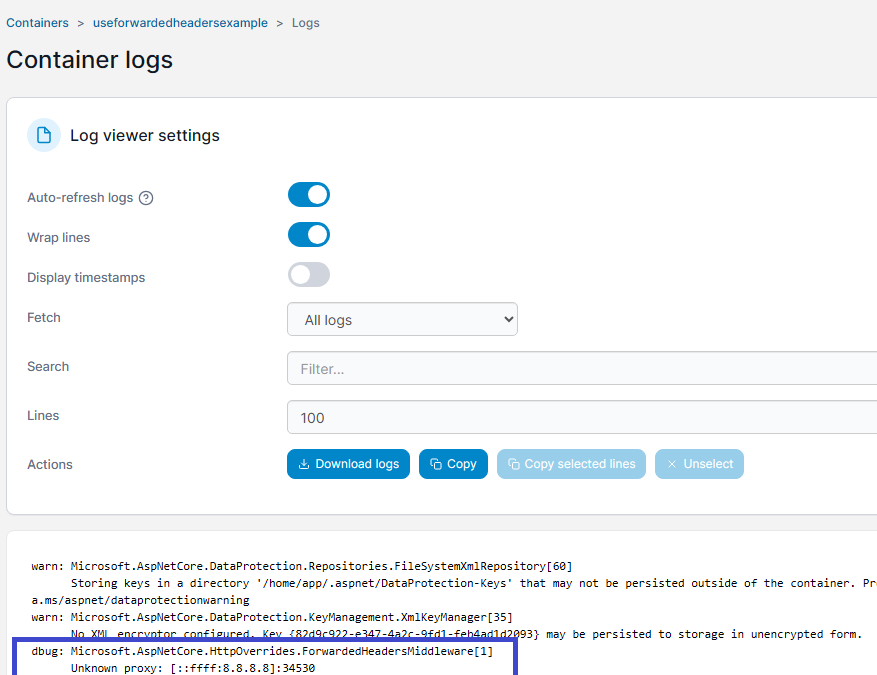 Containers > useforwardedheadersexample > Logs
Container logs
Log viewer settings
Auto-refresh logs
Wrap lines
Display timestamps
Fetch All logs
Search Filter...
Lines 100
Actions Download logs Copy Copy selected lines Unselect
warn: Microsoft.AspNetCore.DataProtection.Repositories.FileSystemXmlRepository[60]
Storing keys in a directory '/home/app/.aspnet/DataProtection-Keys' that may not be persisted outside of the container. Pr
a.ms/aspnet/dataprotectionwarning
warn: Microsoft.AspNetCore.DataProtection.KeyManagement.XmlKeyManager[35]
No XML encryptor configured. Key {82d9c922-e347-4a2c-9fd1-feb4ad1d2093} may be persisted to storage in unencrypted form.
dbug: Microsoft.AspNetCore.HttpOverrides.ForwardedHeadersMiddleware[1]
Unknown proxy: [::ffff:8.8.8.8]:34530